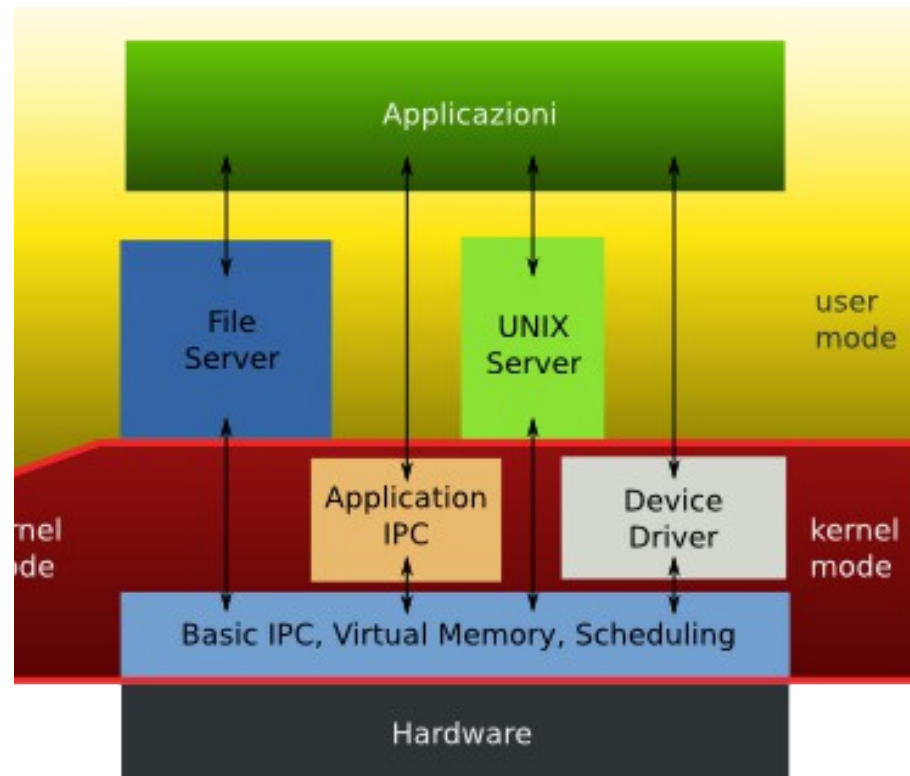 Applicazioni
File
Server
UNIX
Server
user
mode
Application
IPC
Device
Driver
kernel
mode
Basic IPC, Virtual Memory, Scheduling
Hardware